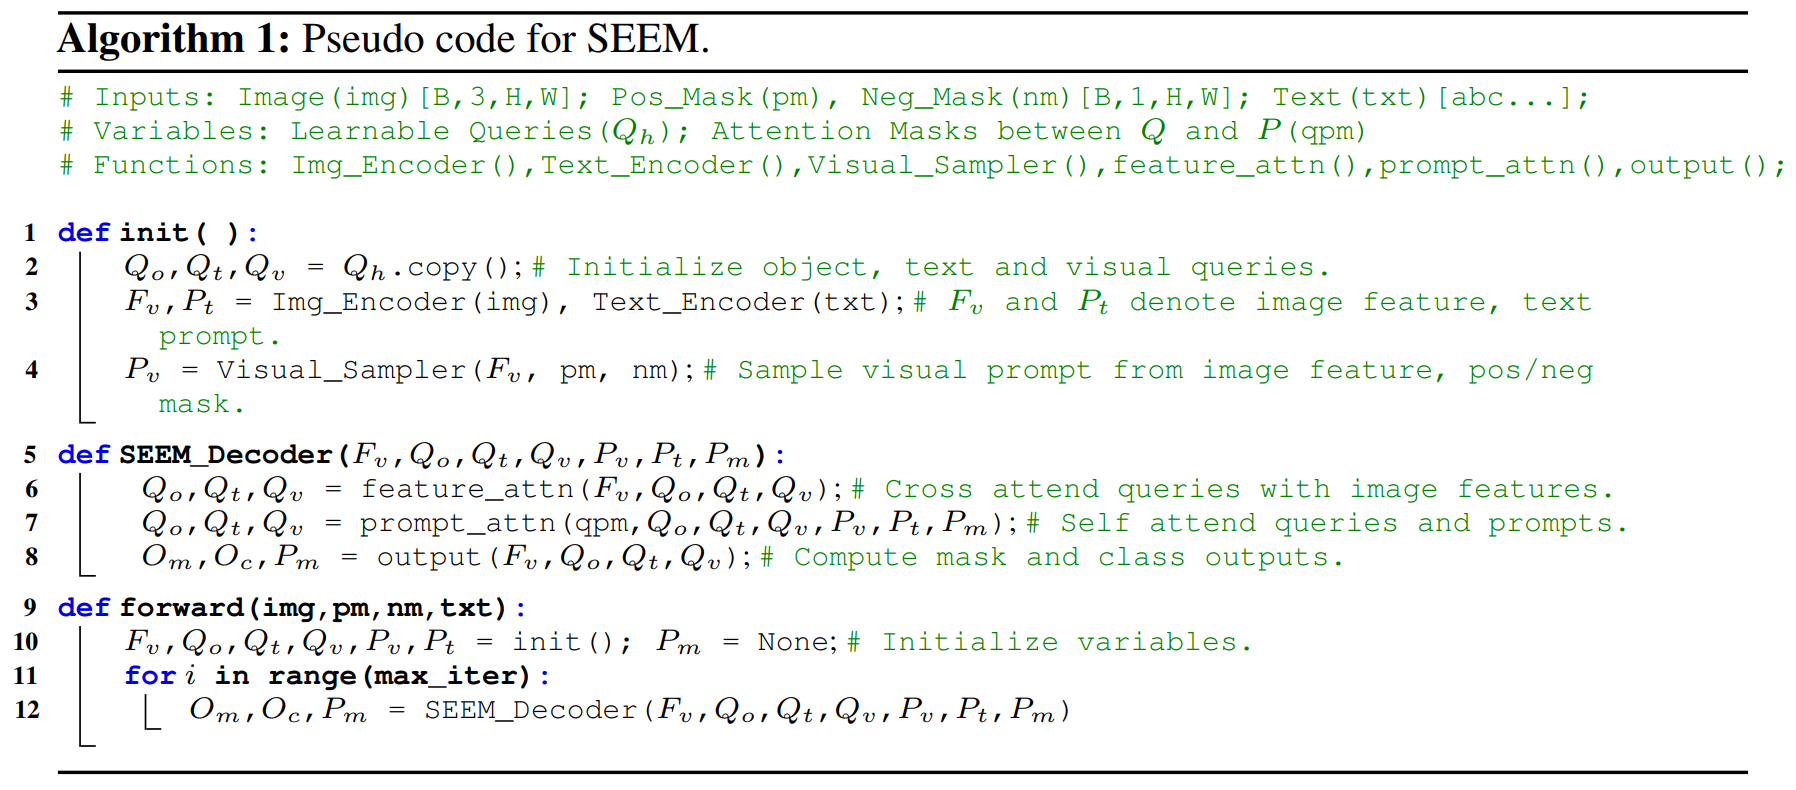 Algorithm 1: Pseudo code for SEEM.
# Inputs: Image(img)[B,3,H,W]; Pos_Mask(pm), Neg_Mask(nm)[B,1,H,W]; Text(txt)[abc...];
# Variables: Learnable Queries(Q_h); Attention Masks between Q and P(qpm)
# Functions: Img_Encoder(),Text_Encoder(),Visual_Sampler(),feature_attn(),prompt_attn(),output();
1 def init( ):
2 Q_o,Q_t,Q_v = Q_h.copy();# Initialize object, text and visual queries.
3 F_v,P_t = Img_Encoder(img), Text_Encoder(txt);# F_v and P_t denote image feature, text
prompt.
4 P_v = Visual_Sampler(F_v, pm, nm);# Sample visual prompt from image feature, pos/neg
mask.
5 def SEEM_Decoder(F_v,Q_o,Q_t,Q_v,P_v,P_t,P_m):
6 Q_o,Q_t,Q_v = feature_attn(F_v,Q_o,Q_t,Q_v);# Cross attend queries with image features.
7 Q_o,Q_t,Q_v = prompt_attn(qpm,Q_o,Q_t,Q_v,P_v,P_t,P_m);# Self attend queries and prompts.
8 O_m,O_c,P_m = output(F_v,Q_o,Q_t,Q_v);# Compute mask and class outputs.
9 def forward(img,pm,nm,txt):
10 F_v,Q_o,Q_t,Q_v,P_v,P_t = init(); P_m = None;# Initialize variables.
11 for i in range(max_iter):
12 O_m,O_c,P_m = SEEM_Decoder(F_v,Q_o,Q_t,Q_v,P_v,P_t,P_m)